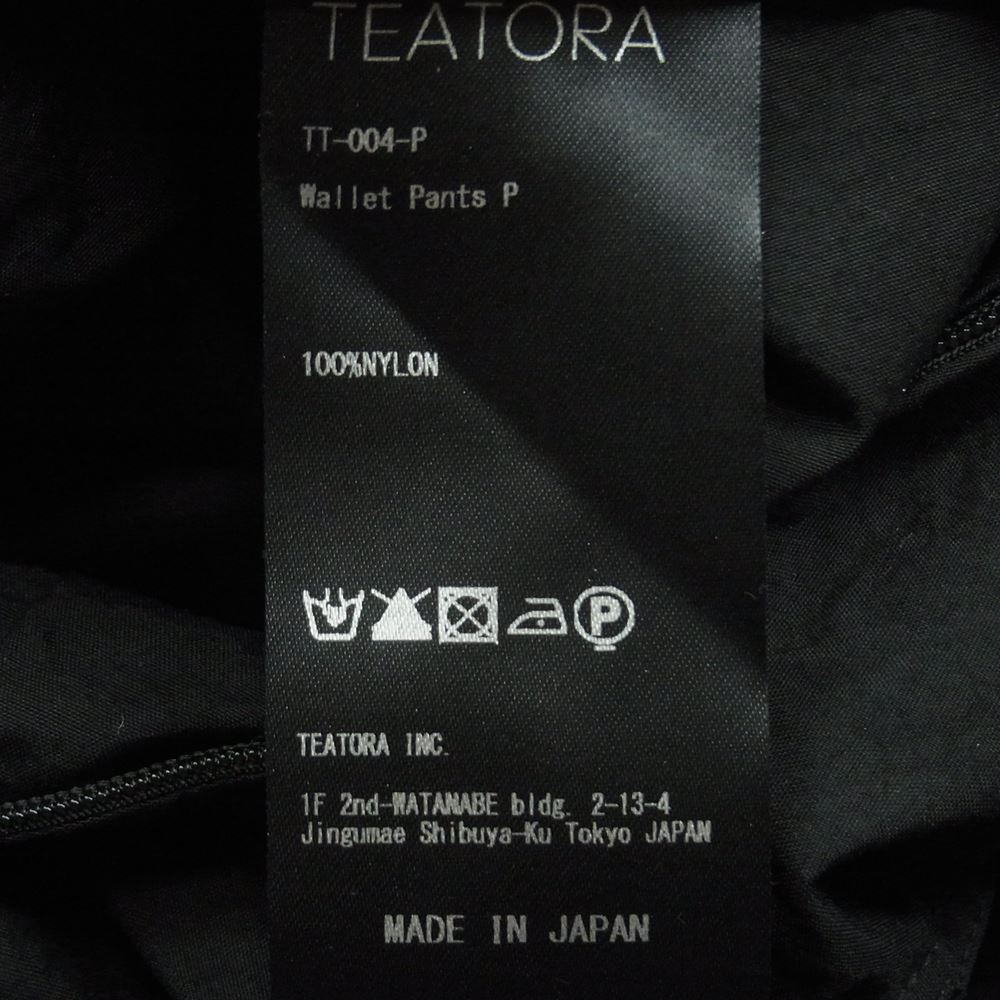 TEATORA
TT-004-P
Wallet Pants P
100%NYLON
P
TEATORA INC.
1F 2nd-WATANABE bldg. 2-13-4
Jingumae Shibuya-Ku Tokyo JAPAN
MADE IN JAPAN